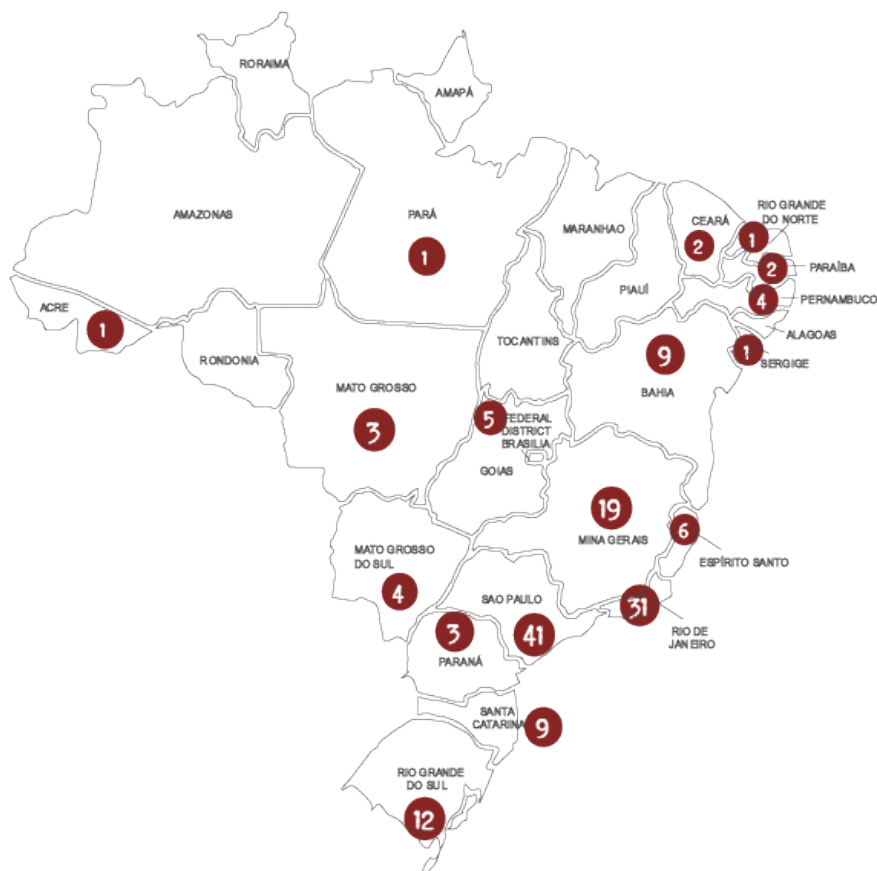 RORAIMA
AMAPÁ
AMAZONAS
PARÁ
1
MARANHAO
CEARÁ
2
RIO GRANDE
DO NORTE
1
PARAÍBA
2
PIAUÍ
PERNAMBUCO
4
ALAGOAS
ACRE
1
RONDONIA
TOCANTINS
SERGIGE
1
9
BAHIA
MATO GROSSO
3
5
FEDERAL
DISTRICT
BRASILIA
GOIAS
19
MINA GERAIS
6
ESPÍRITO SANTO
MATO GROSSO
DO SUL
4
SAO PAULO
41
31
RIO DE
JANEIRO
3
PARANÁ
SANTA
CATARINA
9
RIO GRANDE
DO SUL
12